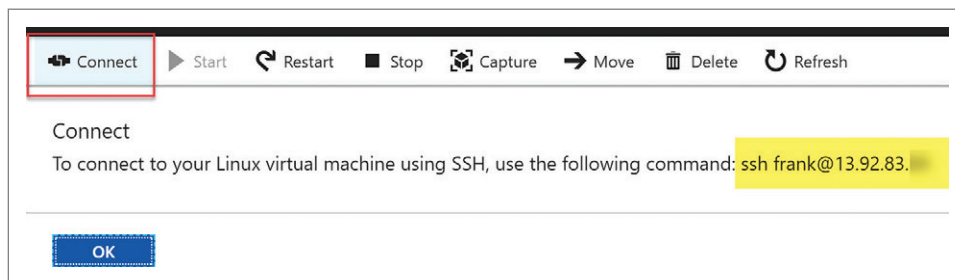 Connect Start Restart Stop Capture Move Delete Refresh
Connect
To connect to your Linux virtual machine using SSH, use the following command: ssh frank@13.92.83.
OK